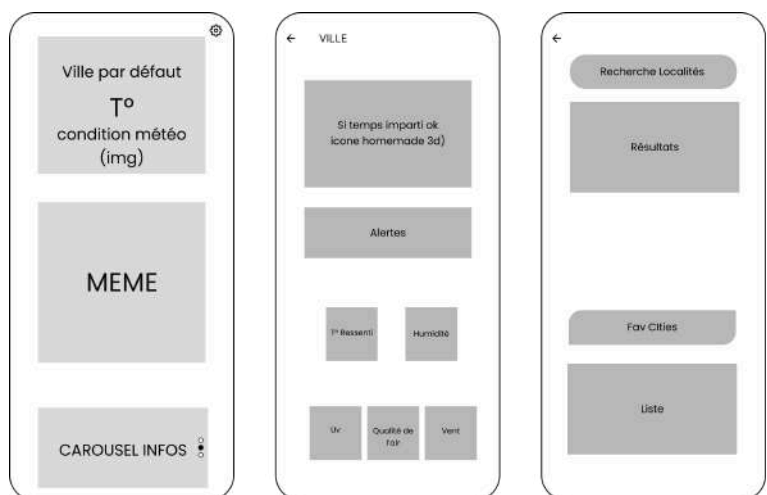 Ville par défaut
T°
condition météo
(img)
MEME
CAROUSEL INFOS
VILLE
Si temps imparti ok
icone homemade 3d)
Alertes
T° Ressenti
Humidité
Uv
Qualité de
l'air
Vent
Recherche Localités
Résultats
Fav Cities
Liste